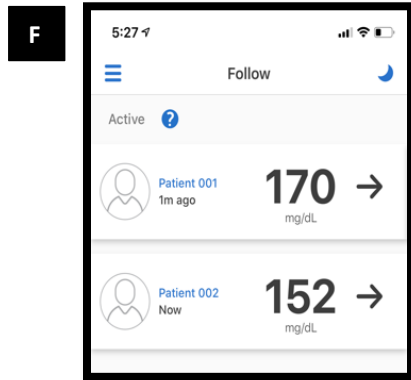 F
5:27
Follow
Active ?
Patient 001
1m ago
170
mg/dL
Patient 002
Now
152
mg/dL